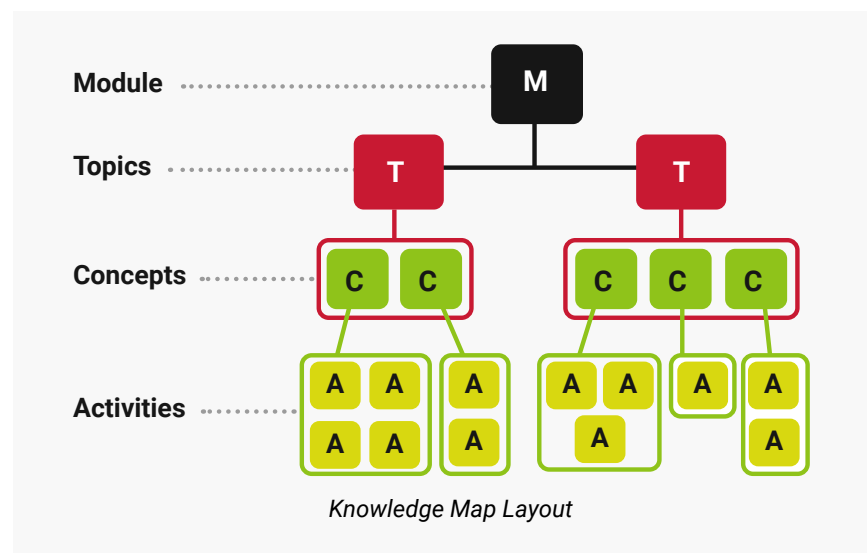 Module M
Topics T T
Concepts C C C C C
Activities A A A A A A A A
A A A A A
Knowledge Map Layout